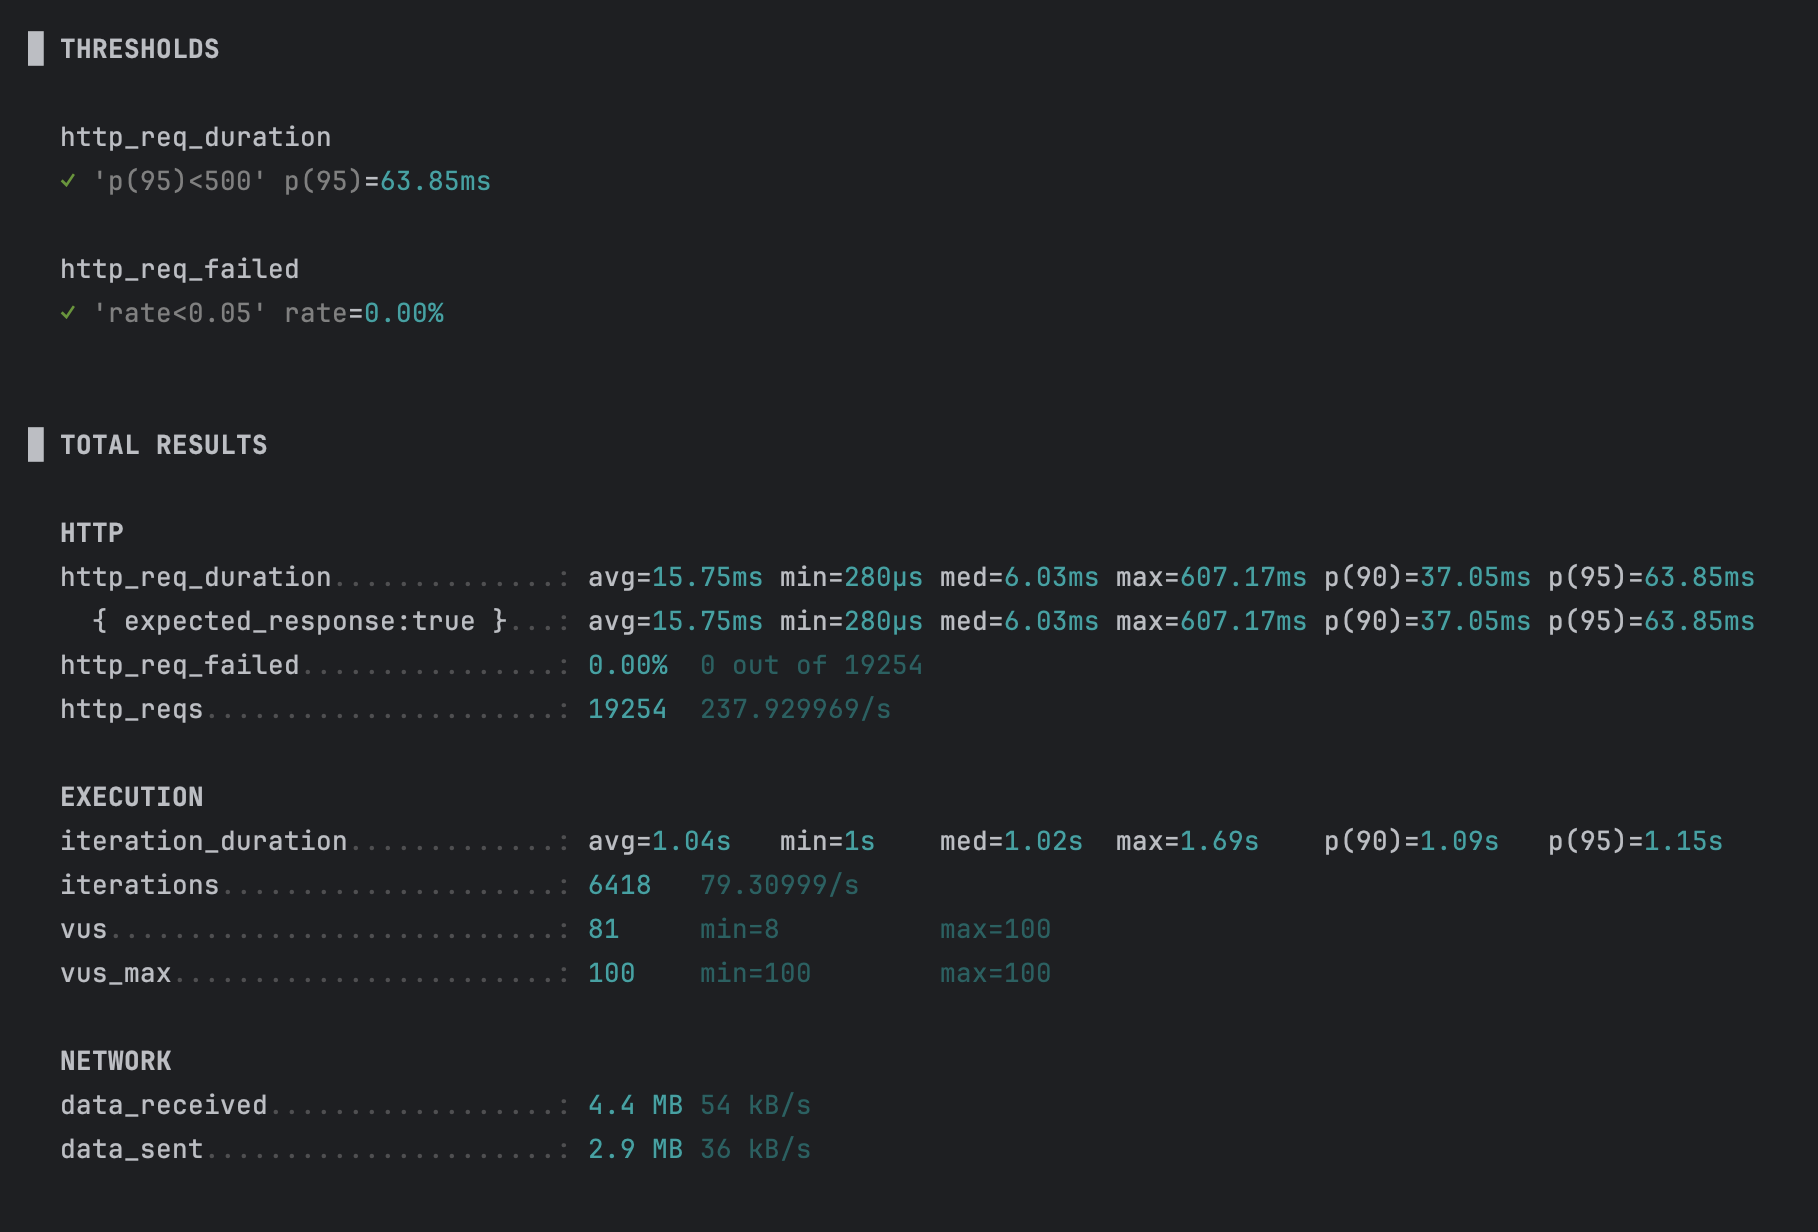 █ THRESHOLDS
http_req_duration
✓ 'p(95)<500' p(95)=63.85ms
http_req_failed
✓ 'rate<0.05' rate=0.00%
█ TOTAL RESULTS
HTTP
http_req_duration..............: avg=15.75ms min=280µs med=6.03ms max=607.17ms p(90)=37.05ms p(95)=63.85ms
{ expected_response:true }...: avg=15.75ms min=280µs med=6.03ms max=607.17ms p(90)=37.05ms p(95)=63.85ms
http_req_failed................: 0.00% 0 out of 19254
http_reqs......................: 19254 237.929969/s
EXECUTION
iteration_duration.............: avg=1.04s min=1s med=1.02s max=1.69s p(90)=1.09s p(95)=1.15s
iterations.....................: 6418 79.30999/s
vus............................: 81 min=8 max=100
vus_max........................: 100 min=100 max=100
NETWORK
data_received..................: 4.4 MB 54 kB/s
data_sent......................: 2.9 MB 36 kB/s